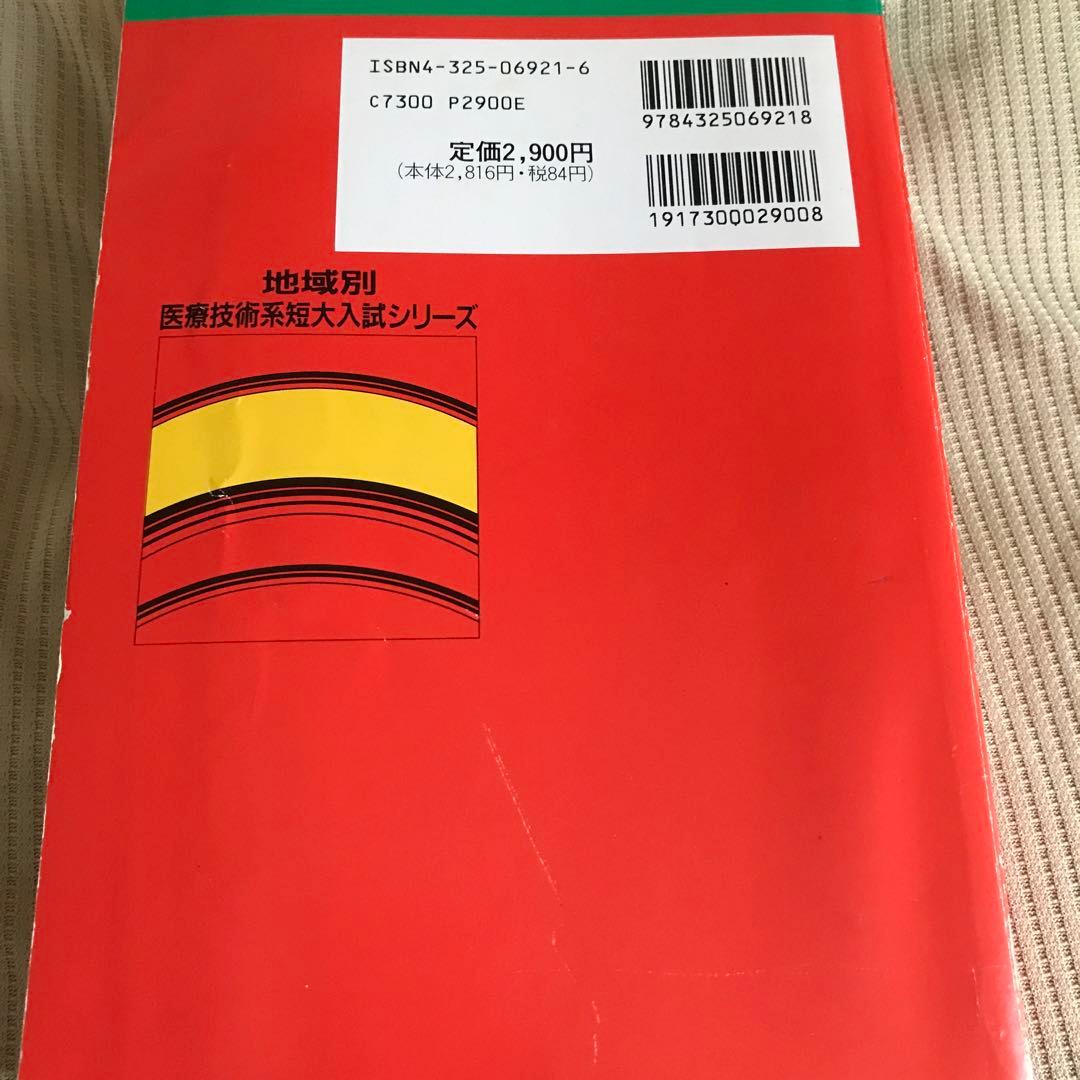 ISBN4-325-06921-6
C7300 P2900E
定価2,900円
(本体2,816円・税84円)
9784325069218
1917300029008
地域別
医療技術系短大入試シリーズ